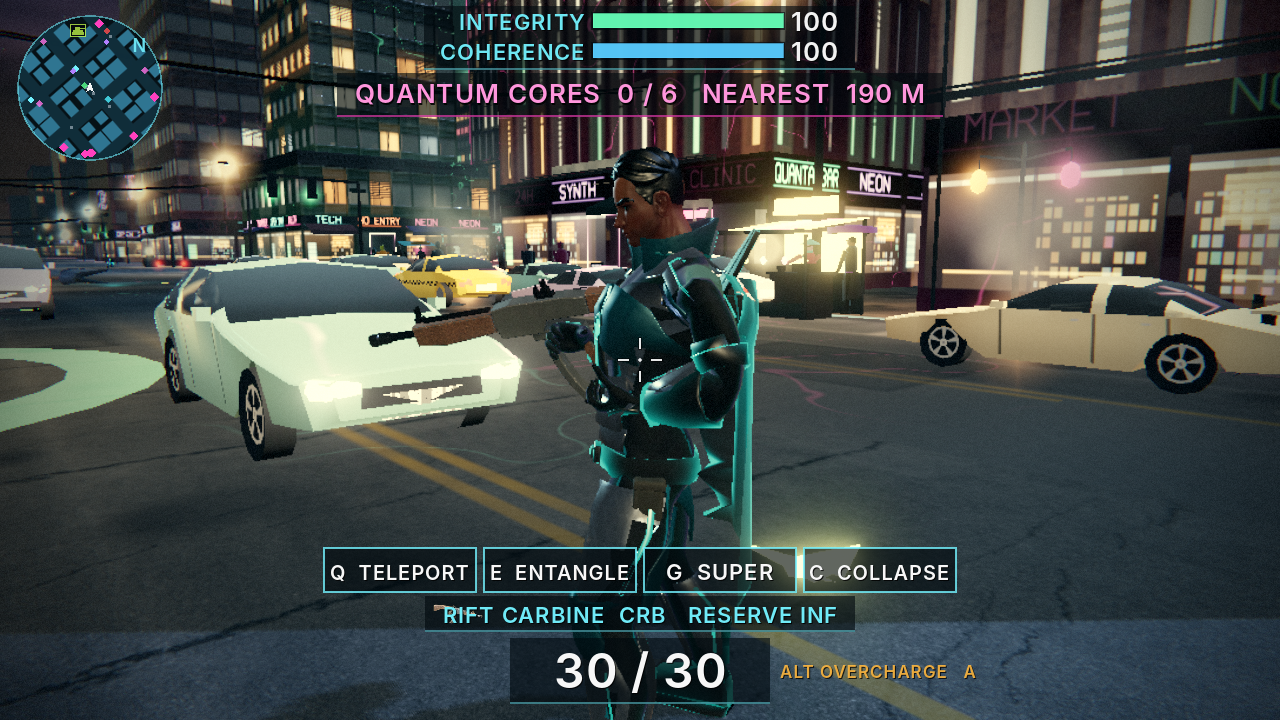 N
INTEGRITY 100
COHERENCE 100
QUANTUM CORES 0 / 6 NEAREST 190 M
MARKET
SYNTH
CLINIC
QUANTA BAR
NEON
TECH
NO ENTRY
NEON
NEON
Q TELEPORT
E ENTANGLE
G SUPER
C COLLAPSE
RIFT CARBINE CRB RESERVE INF
30 / 30
ALT OVERCHARGE A